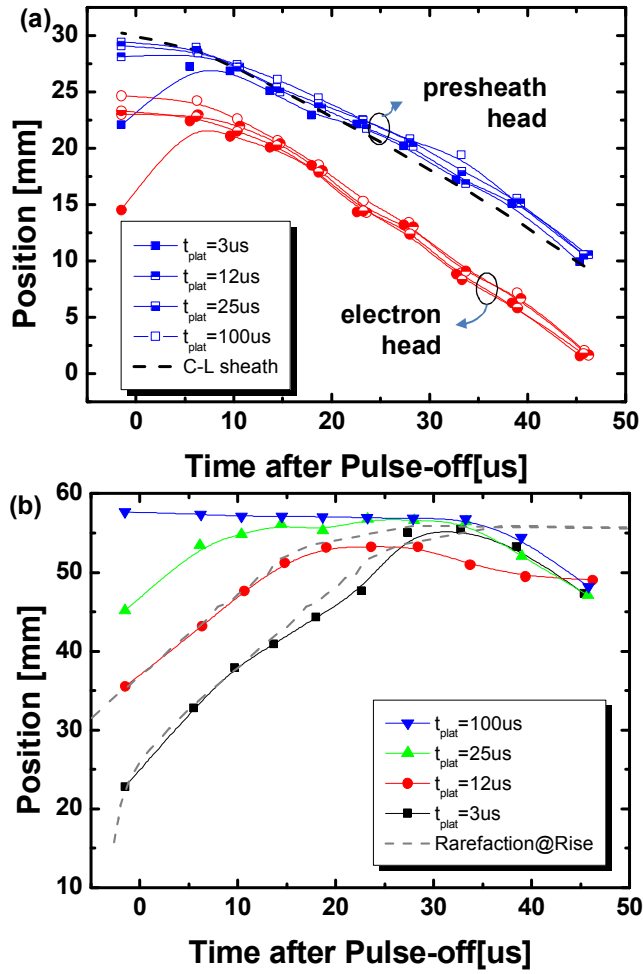 (a)
35
30
25
20
15
10
5
0
Position [mm]
presheath
head
electron
head
t_plat=3us
t_plat=12us
t_plat=25us
t_plat=100us
C-L sheath
0 10 20 30 40 50
Time after Pulse-off[us]
(b)
60
50
40
30
20
10
Position [mm]
t_plat=100us
t_plat=25us
t_plat=12us
t_plat=3us
Rarefaction@Rise
0 10 20 30 40 50
Time after Pulse-off[us]